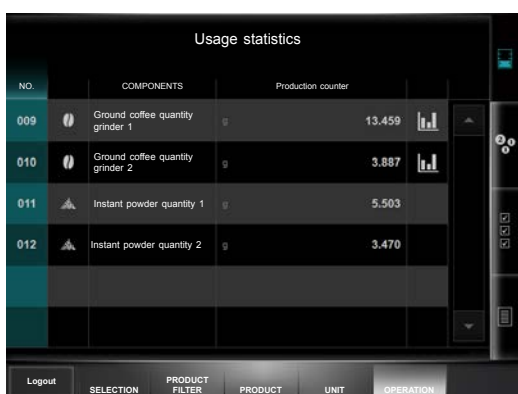 Usage statistics
NO. COMPONENTS Production counter
009 Ground coffee quantity grinder 1 g 13.459
010 Ground coffee quantity grinder 2 g 3.887
011 Instant powder quantity 1 g 5.503
012 Instant powder quantity 2 g 3.470
Logout SELECTION PRODUCT FILTER PRODUCT UNIT OPERATION